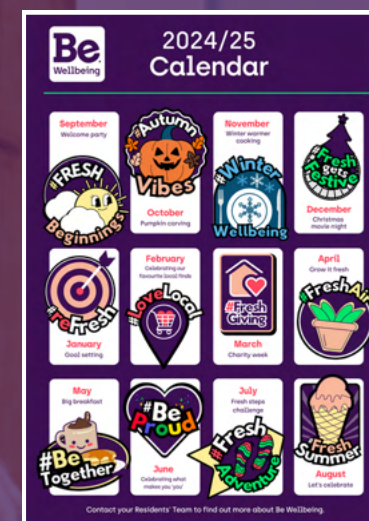 Be
Wellbeing
2024/25
Calendar
September
Welcome party
#FRESH
Beginnings
#Autumn
Vibes
October
Pumpkin carving
November
Winter warmer
cooking
#Winter
Wellbeing
#Fresh
gets
Festive
December
Christmas
movie night
#reFresh
January
Goal setting
February
Celebrating our
favourite local finds
#LoveLocal
#Fresh
Giving
March
Charity week
April
Grow it fresh
#FreshAir
May
Big breakfast
#Be
Together
#Be
Proud
June
Celebrating what
makes you 'you'
July
Fresh steps
challenge
#Fresh
Adventure
#Fresh
Summer
August
Let's celebrate
Contact your Residents' Team to find out more about Be Wellbeing.